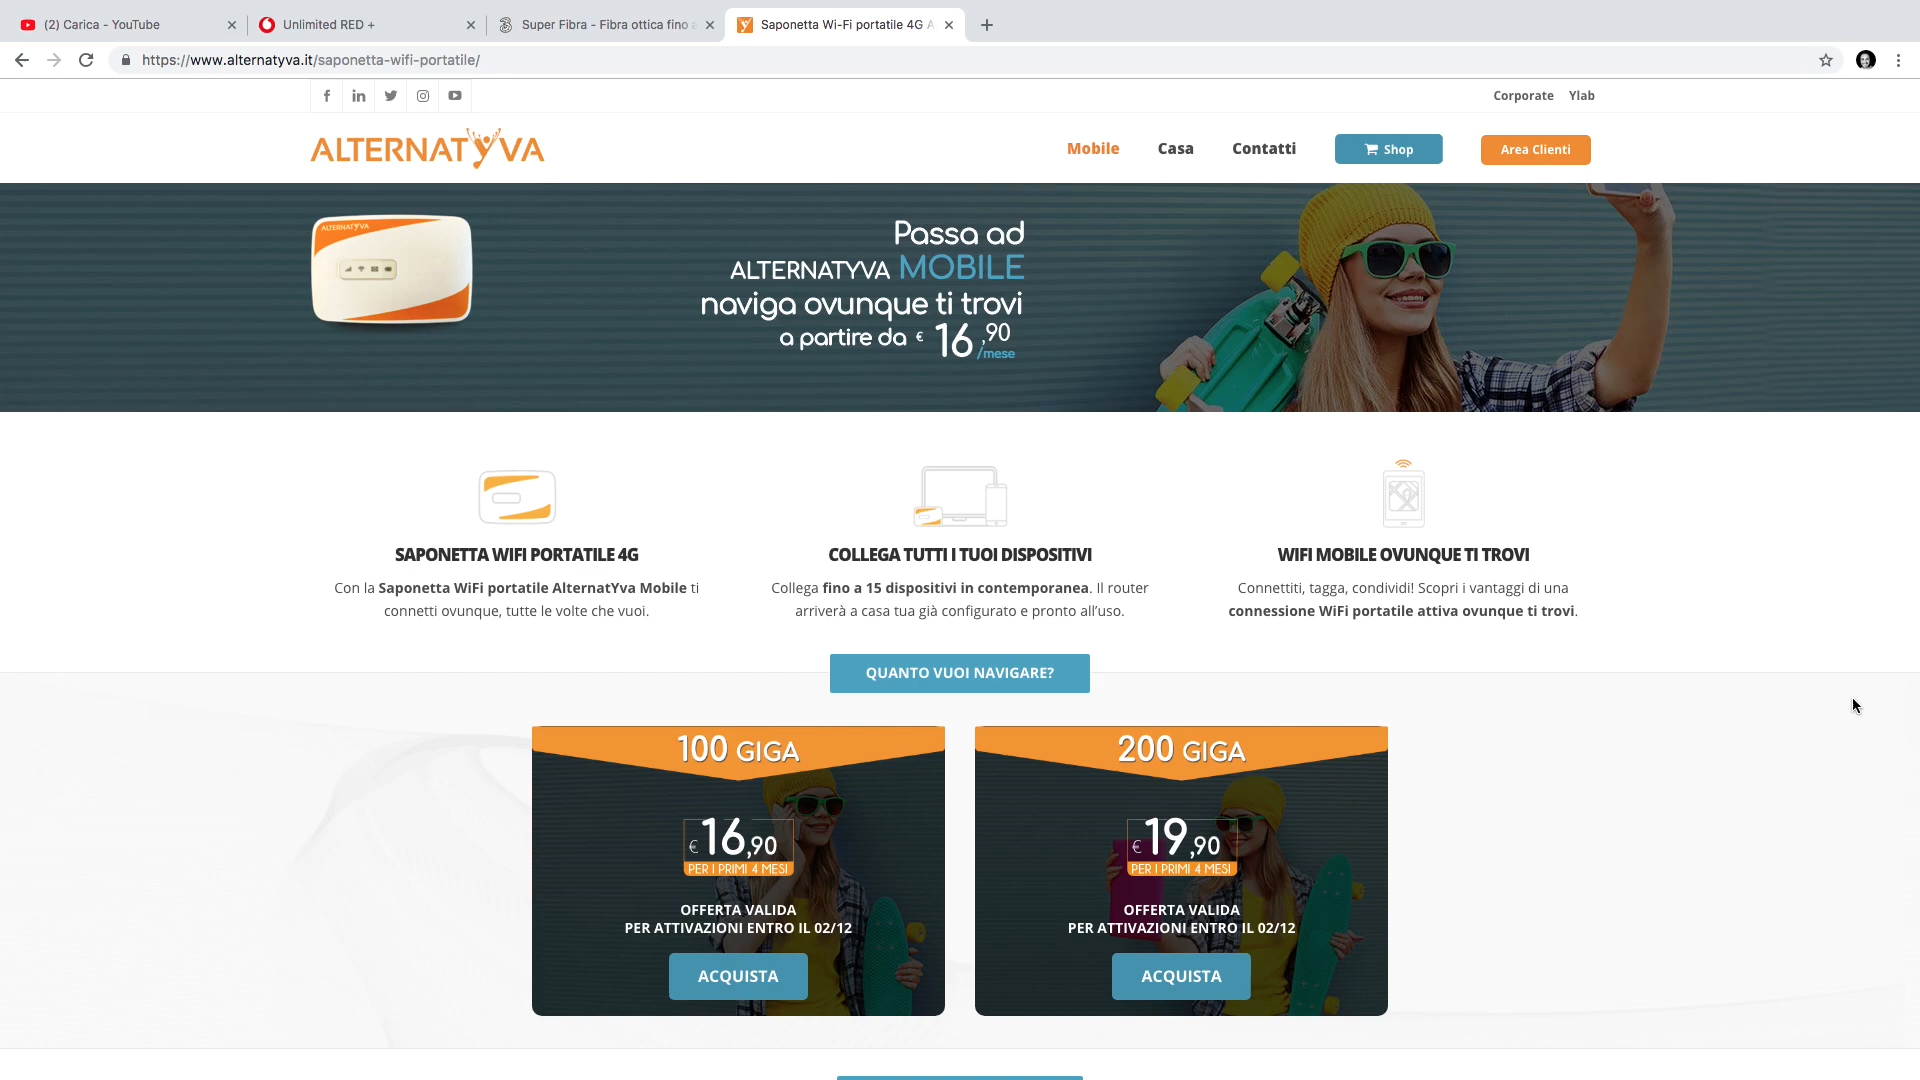 (2) Carica - YouTube
Unlimited RED +
Super Fibra - Fibra ottica fino a
Saponetta Wi-Fi portatile 4G A
https://www.alternatyva.it/saponetta-wifi-portatile/
Corporate Ylab
ALTERNATYVA
Mobile Casa Contatti Shop Area Clienti
ALTERNATYVA
Passa ad
ALTERNATYVA MOBILE
naviga ovunque ti trovi
a partire da € 16,90 /mese
SAPONETTA WIFI PORTATILE 4G
Con la Saponetta WiFi portatile AlternatYva Mobile ti
connetti ovunque, tutte le volte che vuoi.
COLLEGA TUTTI I TUOI DISPOSITIVI
Collega fino a 15 dispositivi in contemporanea. Il router
arriverà a casa tua già configurato e pronto all’uso.
WIFI MOBILE OVUNQUE TI TROVI
Connettiti, tagga, condividi! Scopri i vantaggi di una
connessione WiFi portatile attiva ovunque ti trovi.
QUANTO VUOI NAVIGARE?
100 GIGA
€ 16,90
PER I PRIMI 4 MESI
OFFERTA VALIDA
PER ATTIVAZIONI ENTRO IL 02/12
ACQUISTA
200 GIGA
€ 19,90
PER I PRIMI 4 MESI
OFFERTA VALIDA
PER ATTIVAZIONI ENTRO IL 02/12
ACQUISTA